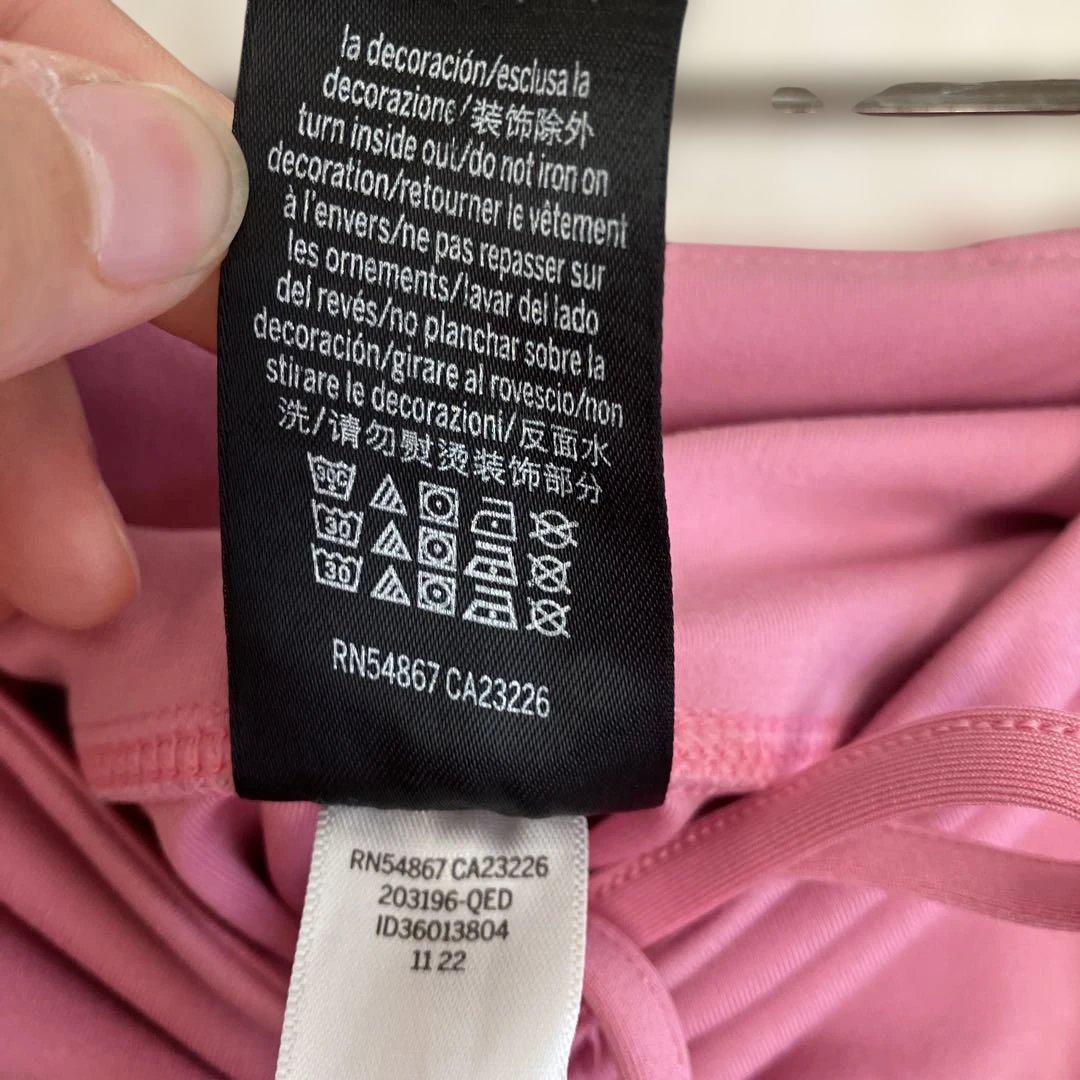 la decoración/esclusa la
decorazione/装饰除外
turn inside out/do not iron on
decoration/retourner le vêtement
à l'envers/ne pas repasser sur
les ornements/lavar del lado
del revés/no planchar sobre la
decoración/girare al rovescio/non
stirare le decorazioni/反面水
洗/请勿熨烫装饰部分
30C
30
30
RN54867 CA23226
RN54867 CA23226
203196-QED
ID36013804
11 22